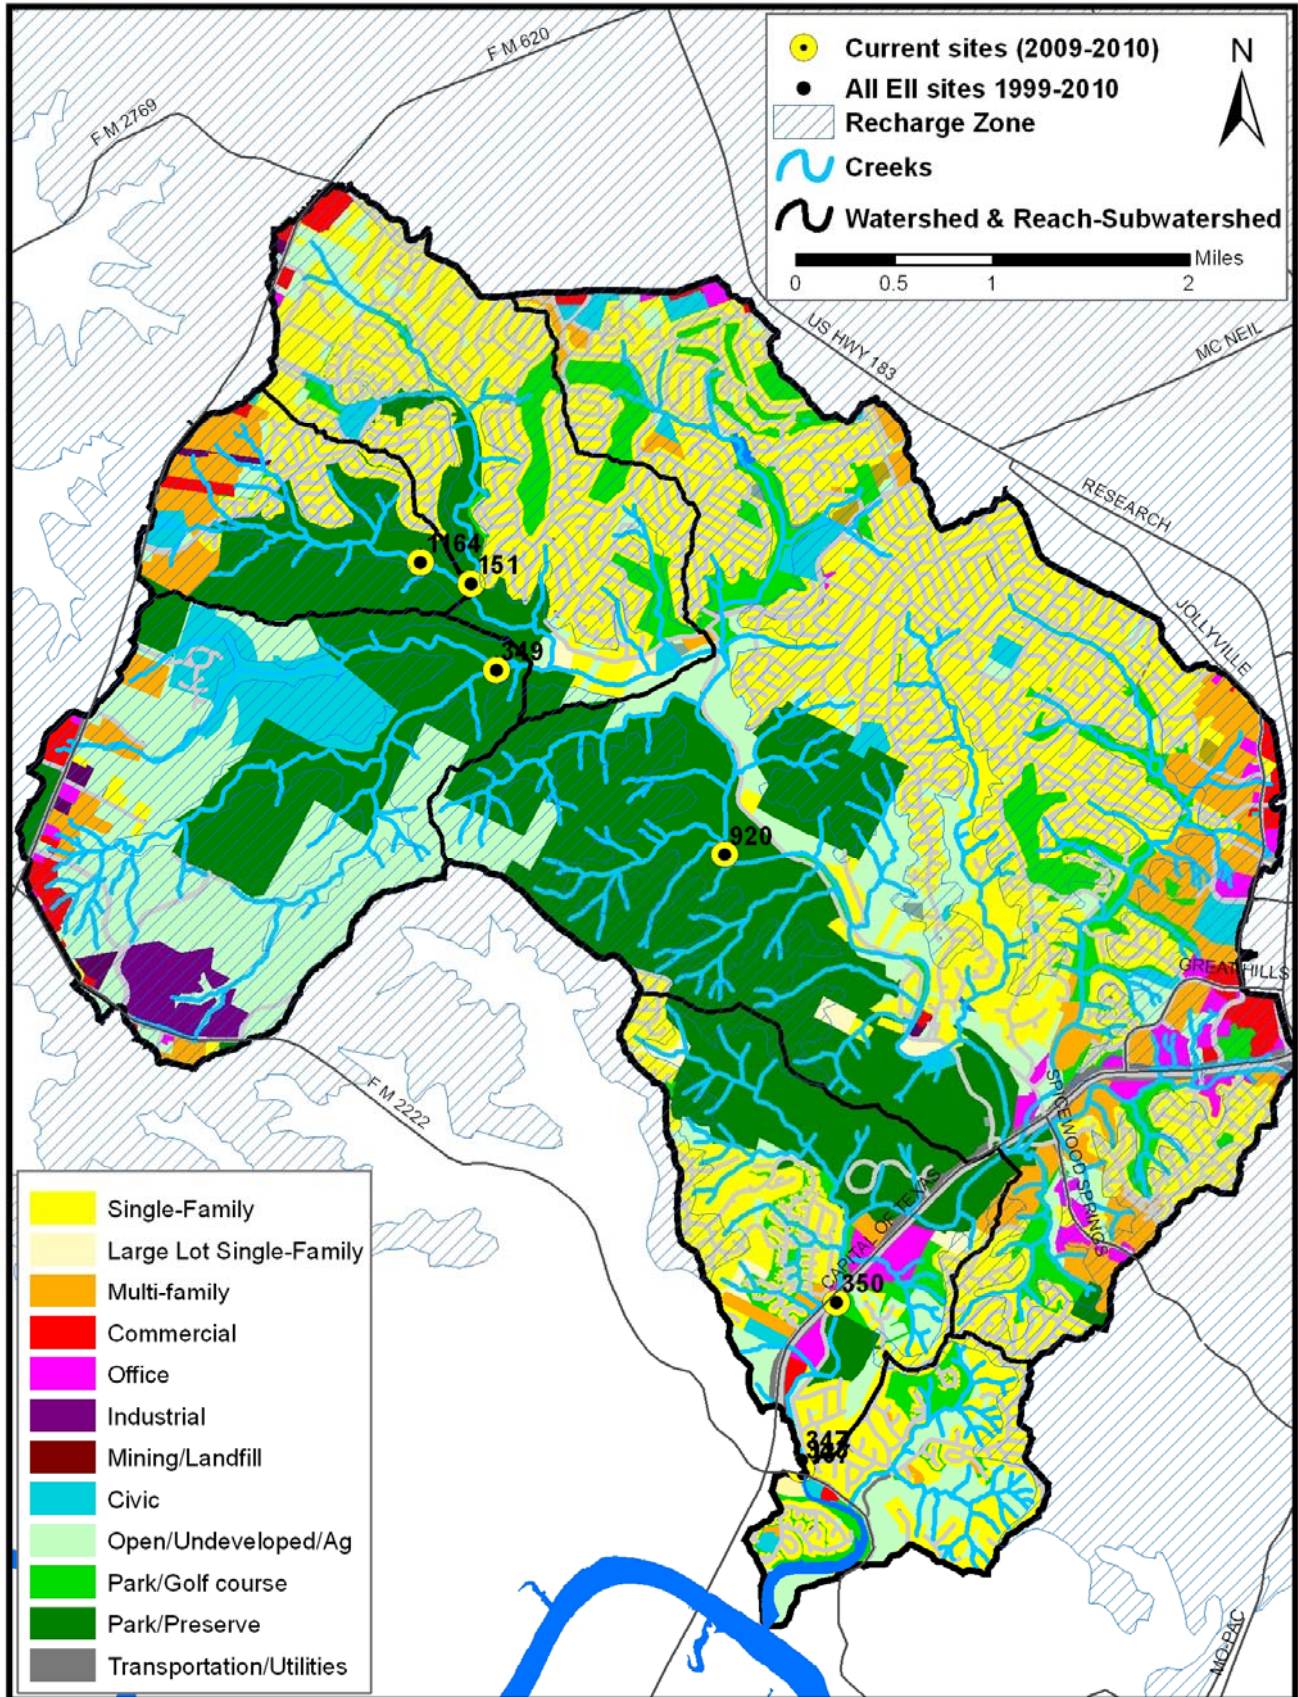 Current sites (2009-2010)
All EII sites 1999-2010
Recharge Zone
Creeks
Watershed & Reach-Subwatershed
N
Miles
0 0.5 1 2
F M 620
F M 2769
US HWY 183
MC NEIL
RESEARCH
JOLLYVILLE
1164
151
349
920
GREAT HILLS
SPICEWOOD SPRINGS
F M 2222
CAPITAL OF TEXAS
350
347
MO-PAC
Single-Family
Large Lot Single-Family
Multi-family
Commercial
Office
Industrial
Mining/Landfill
Civic
Open/Undeveloped/Ag
Park/Golf course
Park/Preserve
Transportation/Utilities